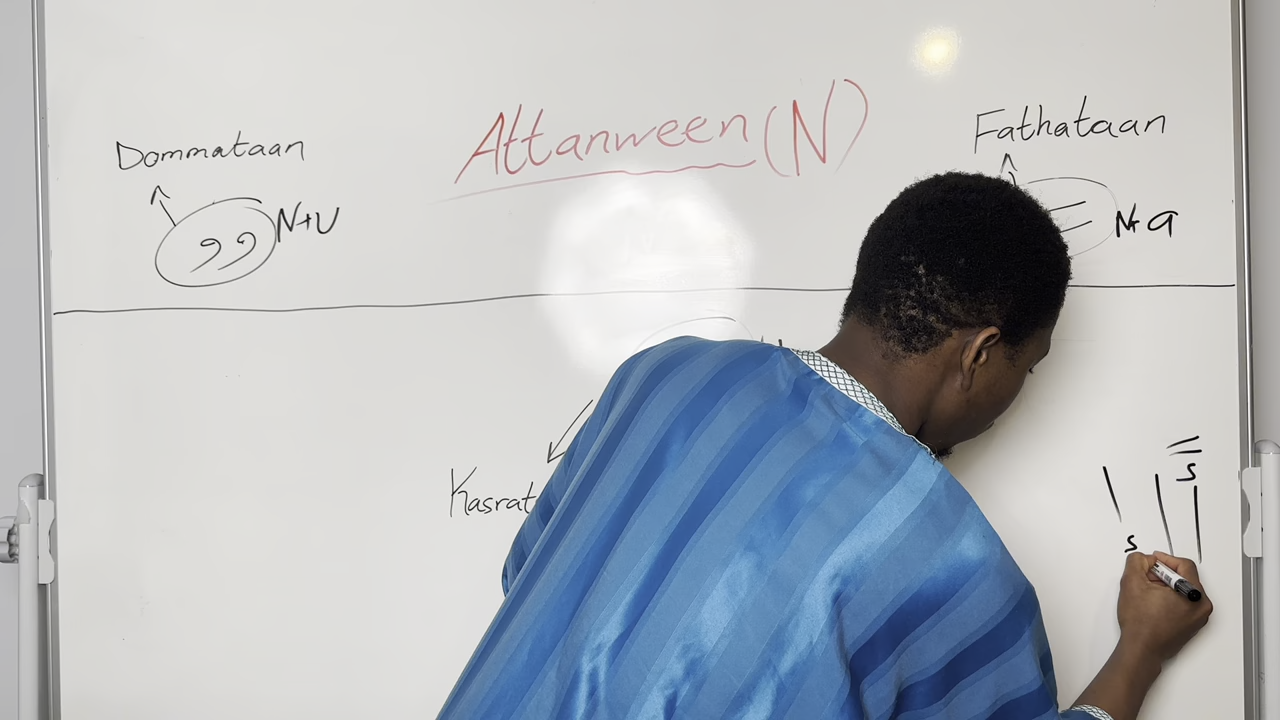 Attanween (N)
Dommataan
N+U
Fathataan
N+a
Kasrat